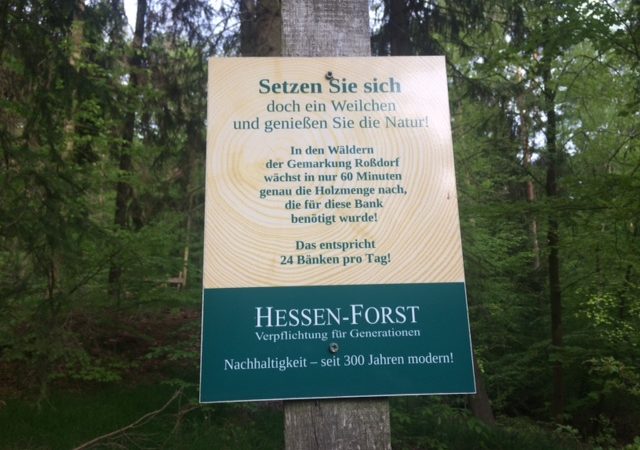 Setzen Sie sich
doch ein Weilchen
und genießen Sie die Natur!
In den Wäldern
der Gemarkung Roßdorf
wächst in nur 60 Minuten
genau die Holzmenge nach,
die für diese Bank
benötigt wurde!
Das entspricht
24 Bänken pro Tag!
HESSEN-FORST
Verpflichtung für Generationen
Nachhaltigkeit – seit 300 Jahren modern!